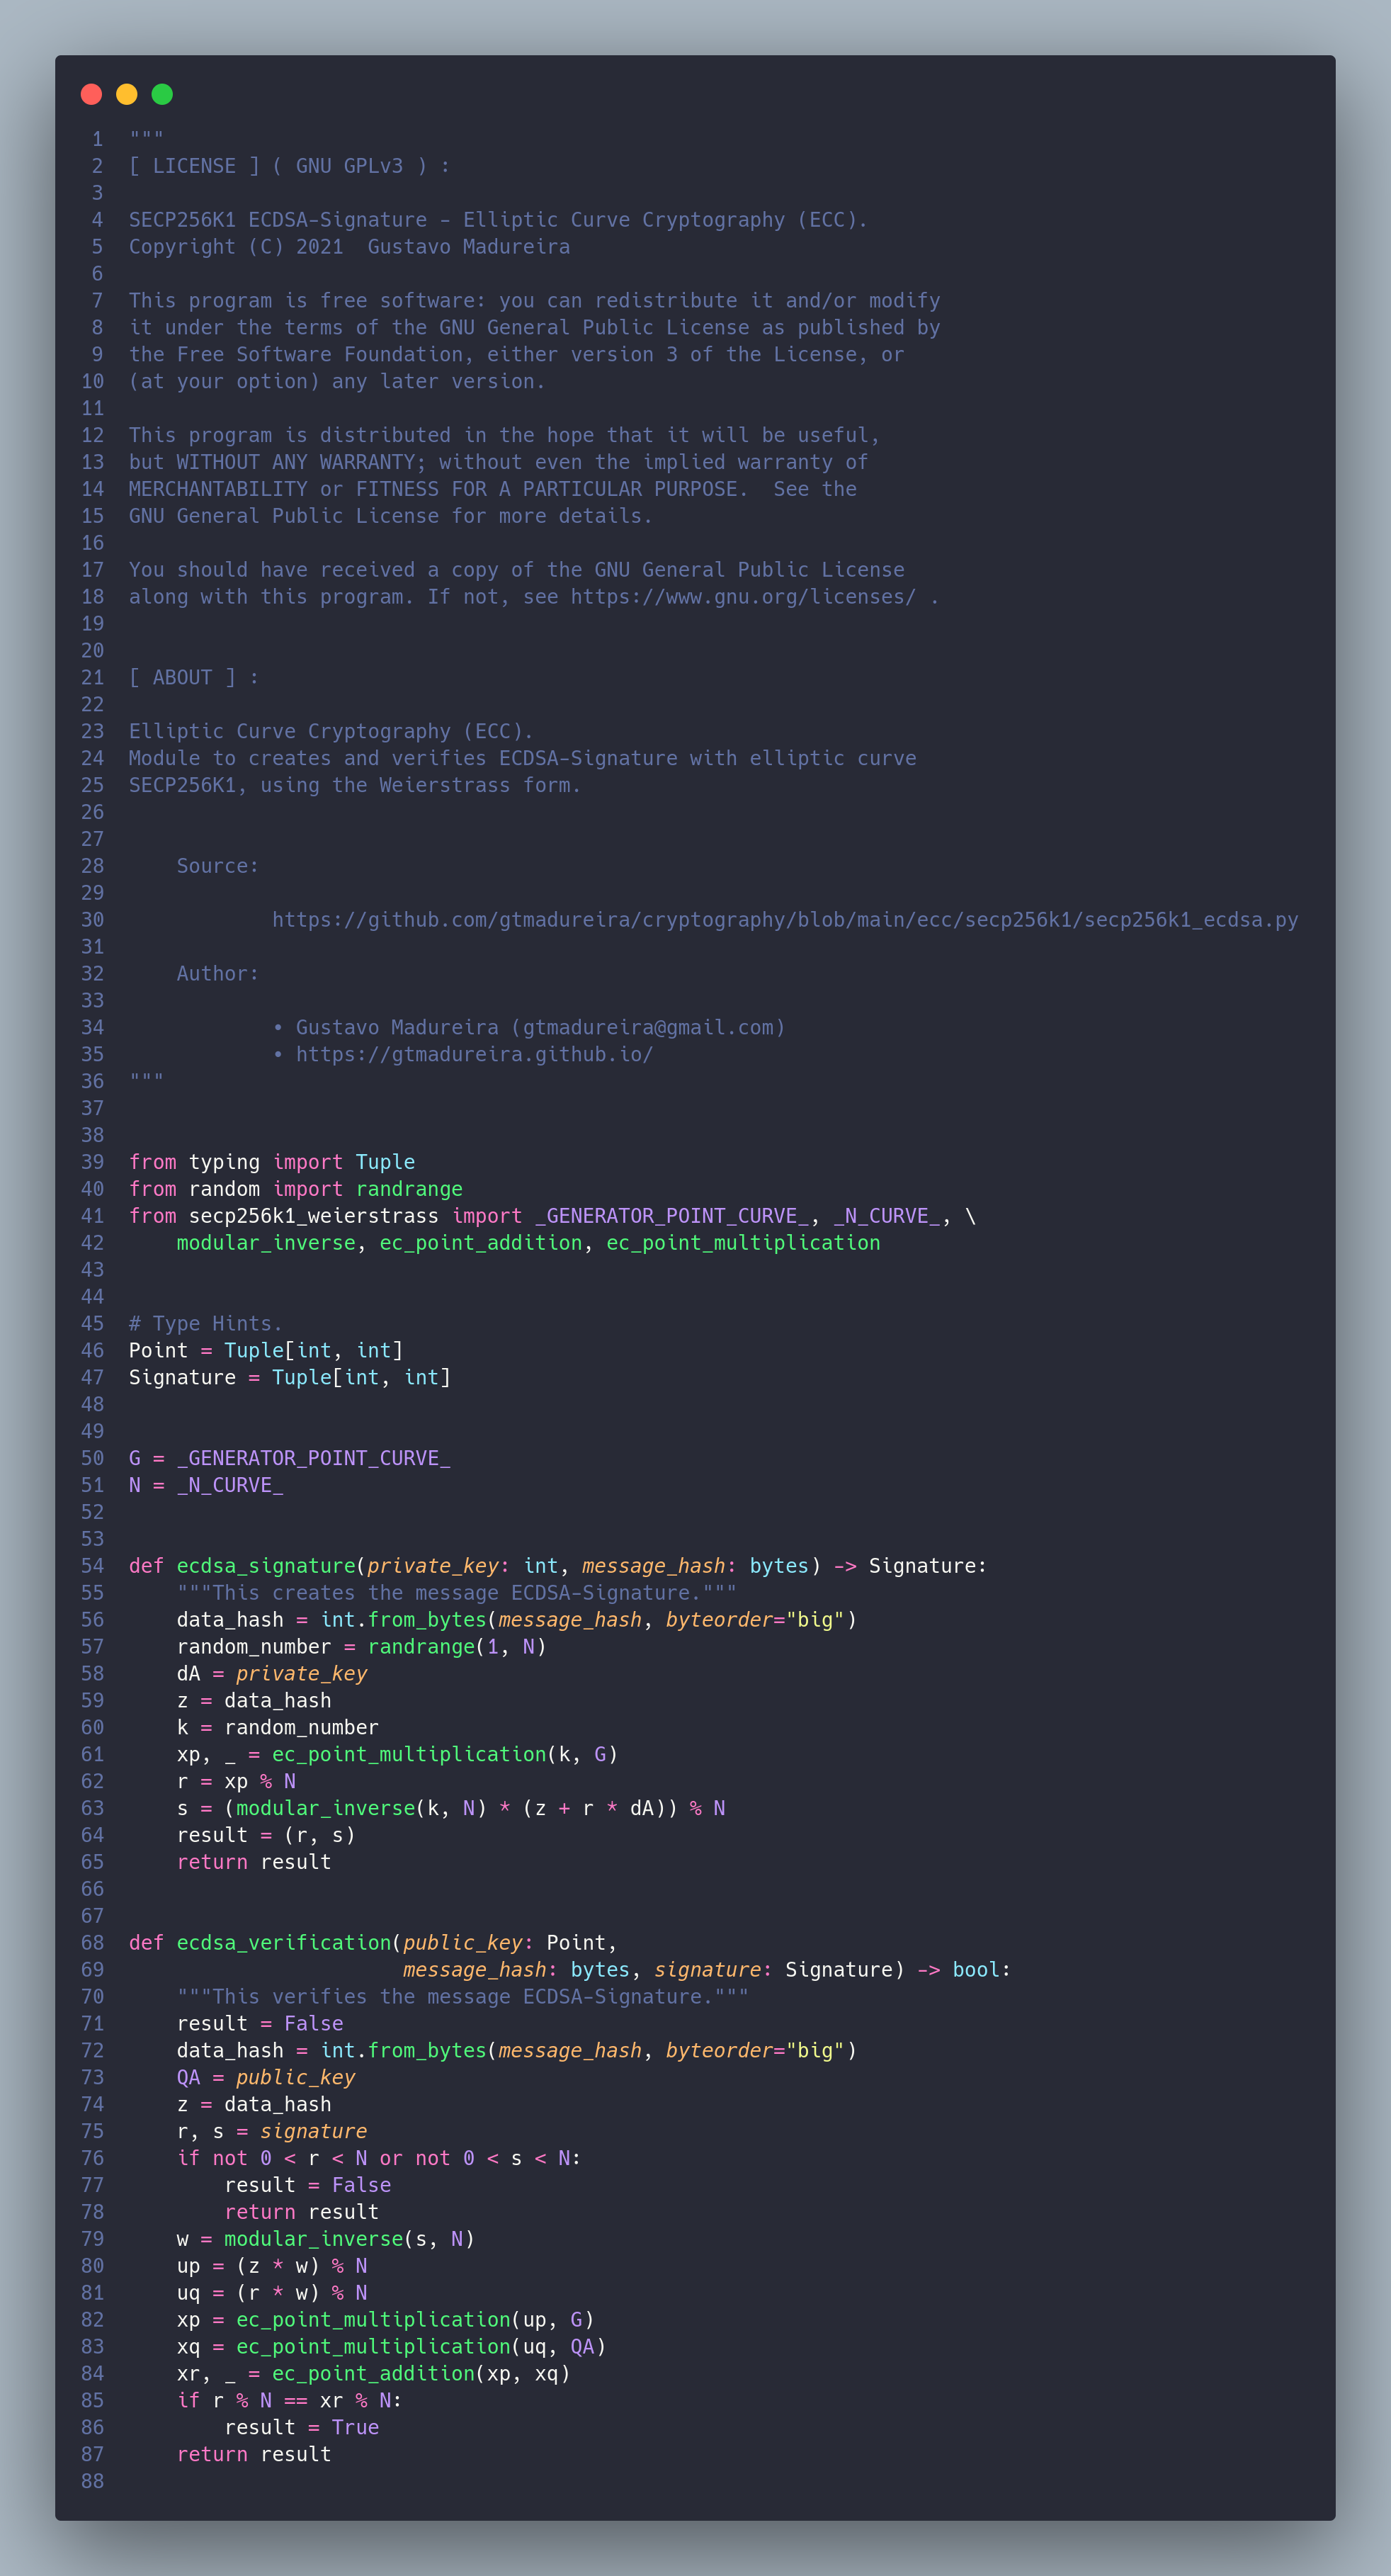 1 """
2 [ LICENSE ] ( GNU GPLv3 ) :
3
4 SECP256K1 ECDSA-Signature - Elliptic Curve Cryptography (ECC).
5 Copyright (C) 2021  Gustavo Madureira
6
7 This program is free software: you can redistribute it and/or modify
8 it under the terms of the GNU General Public License as published by
9 the Free Software Foundation, either version 3 of the License, or
10 (at your option) any later version.
11
12 This program is distributed in the hope that it will be useful,
13 but WITHOUT ANY WARRANTY; without even the implied warranty of
14 MERCHANTABILITY or FITNESS FOR A PARTICULAR PURPOSE.  See the
15 GNU General Public License for more details.
16
17 You should have received a copy of the GNU General Public License
18 along with this program. If not, see https://www.gnu.org/licenses/ .
19
20
21 [ ABOUT ] :
22
23 Elliptic Curve Cryptography (ECC).
24 Module to creates and verifies ECDSA-Signature with elliptic curve
25 SECP256K1, using the Weierstrass form.
26
27
28     Source:
29
30             https://github.com/gtmadureira/cryptography/blob/main/ecc/secp256k1/secp256k1_ecdsa.py
31
32     Author:
33
34             • Gustavo Madureira (gtmadureira@gmail.com)
35             • https://gtmadureira.github.io/
36 """
37
38
39 from typing import Tuple
40 from random import randrange
41 from secp256k1_weierstrass import _GENERATOR_POINT_CURVE_, _N_CURVE_, \
42     modular_inverse, ec_point_addition, ec_point_multiplication
43
44
45 # Type Hints.
46 Point = Tuple[int, int]
47 Signature = Tuple[int, int]
48
49
50 G = _GENERATOR_POINT_CURVE_
51 N = _N_CURVE_
52
53
54 def ecdsa_signature(private_key: int, message_hash: bytes) -> Signature:
55     """This creates the message ECDSA-Signature."""
56     data_hash = int.from_bytes(message_hash, byteorder="big")
57     random_number = randrange(1, N)
58     dA = private_key
59     z = data_hash
60     k = random_number
61     xp, _ = ec_point_multiplication(k, G)
62     r = xp % N
63     s = (modular_inverse(k, N) * (z + r * dA)) % N
64     result = (r, s)
65     return result
66
67
68 def ecdsa_verification(public_key: Point,
69                        message_hash: bytes, signature: Signature) -> bool:
70     """This verifies the message ECDSA-Signature."""
71     result = False
72     data_hash = int.from_bytes(message_hash, byteorder="big")
73     QA = public_key
74     z = data_hash
75     r, s = signature
76     if not 0 < r < N or not 0 < s < N:
77         result = False
78         return result
79     w = modular_inverse(s, N)
80     up = (z * w) % N
81     uq = (r * w) % N
82     xp = ec_point_multiplication(up, G)
83     xq = ec_point_multiplication(uq, QA)
84     xr, _ = ec_point_addition(xp, xq)
85     if r % N == xr % N:
86         result = True
87     return result
88